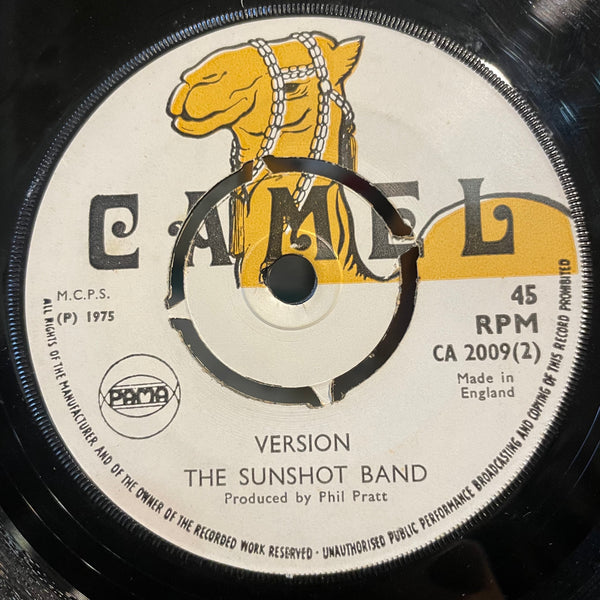 CAMEL
M.C.P.S.
(P) 1975
45
RPM
CA 2009(2)
Made in
England
PAMA
VERSION
THE SUNSHOT BAND
Produced by Phil Pratt
ALL RIGHTS OF THE MANUFACTURER AND OF THE OWNER OF THE RECORDED WORK RESERVED · UNAUTHORISED PUBLIC PERFORMANCE BROADCASTING AND COPYING OF THIS RECORD PROHIBITED